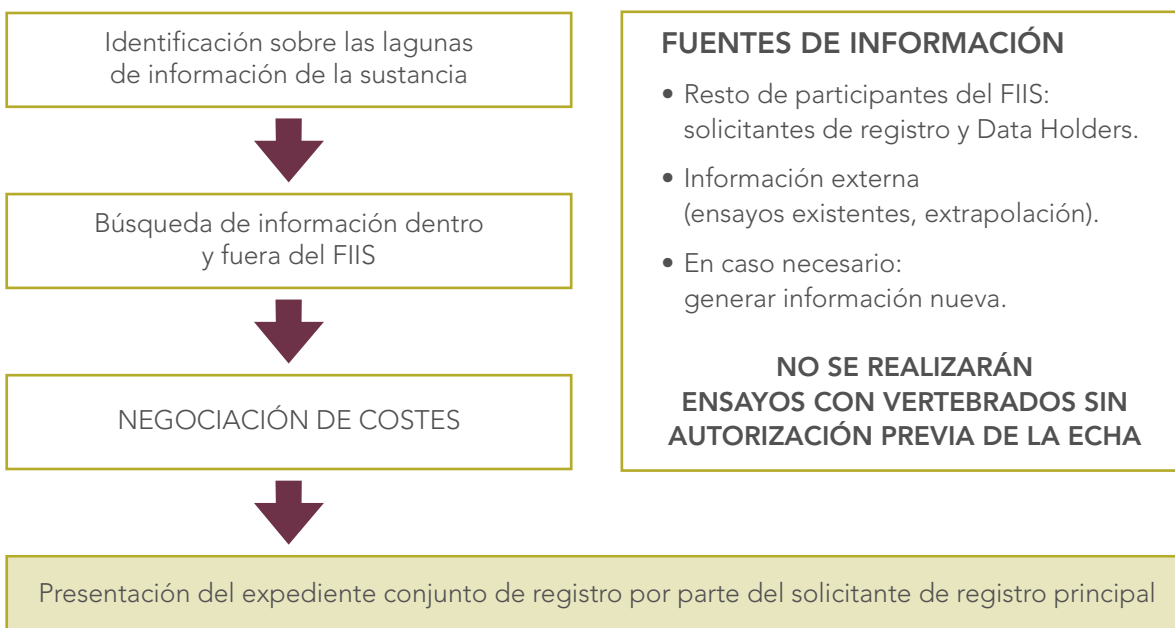 Identificación sobre las lagunas
de información de la sustancia
Búsqueda de información dentro
y fuera del FIIS
NEGOCIACIÓN DE COSTES
FUENTES DE INFORMACIÓN
• Resto de participantes del FIIS:
solicitantes de registro y Data Holders.
• Información externa
(ensayos existentes, extrapolación).
• En caso necesario:
generar información nueva.
NO SE REALIZARÁN
ENSAYOS CON VERTEBRADOS SIN
AUTORIZACIÓN PREVIA DE LA ECHA
Presentación del expediente conjunto de registro por parte del solicitante de registro principal